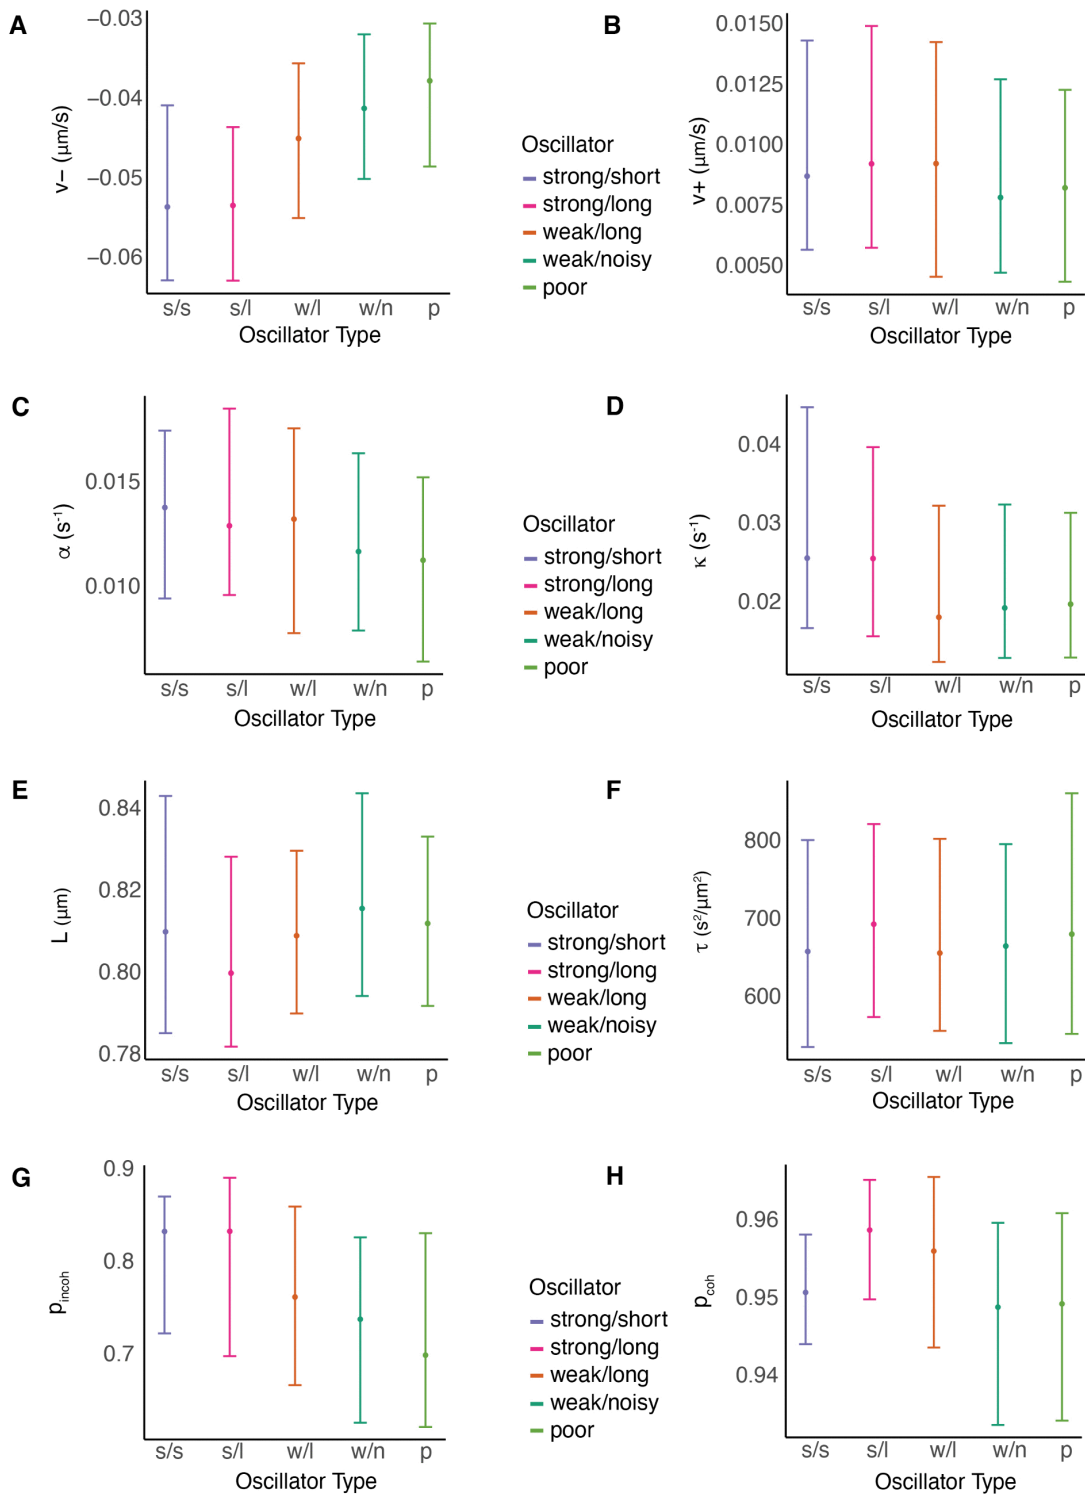 A
−0.03
−0.04
−0.05
−0.06
v− (μm/s)
s/s s/l w/l w/n p
Oscillator Type
Oscillator
strong/short
strong/long
weak/long
weak/noisy
poor
B
0.0150
0.0125
0.0100
0.0075
0.0050
v+ (μm/s)
s/s s/l w/l w/n p
Oscillator Type
C
0.015
0.010
α (s⁻¹)
s/s s/l w/l w/n p
Oscillator Type
Oscillator
strong/short
strong/long
weak/long
weak/noisy
poor
D
0.04
0.03
0.02
κ (s⁻¹)
s/s s/l w/l w/n p
Oscillator Type
E
0.84
0.82
0.80
0.78
L (μm)
s/s s/l w/l w/n p
Oscillator Type
Oscillator
strong/short
strong/long
weak/long
weak/noisy
poor
F
800
700
600
τ (s²/μm²)
s/s s/l w/l w/n p
Oscillator Type
G
0.9
0.8
0.7
pincoh
s/s s/l w/l w/n p
Oscillator Type
Oscillator
strong/short
strong/long
weak/long
weak/noisy
poor
H
0.96
0.95
0.94
pcoh
s/s s/l w/l w/n p
Oscillator Type